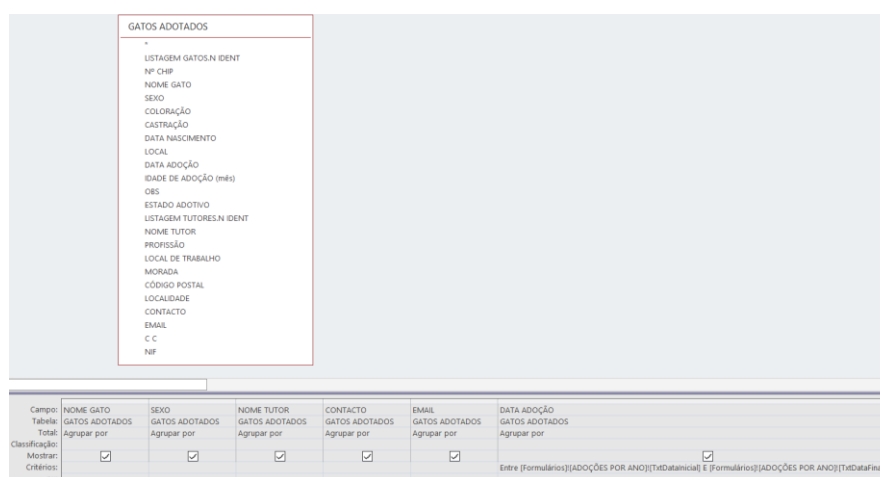 GATOS ADOTADOS
*
LISTAGEM GATOS.N IDENT
Nº CHIP
NOME GATO
SEXO
COLORAÇÃO
CASTRAÇÃO
DATA NASCIMENTO
LOCAL
DATA ADOÇÃO
IDADE DE ADOÇÃO (mês)
OBS
ESTADO ADOTIVO
LISTAGEM TUTORES.N IDENT
NOME TUTOR
PROFISSÃO
LOCAL DE TRABALHO
MORADA
CÓDIGO POSTAL
LOCALIDADE
CONTACTO
EMAIL
C C
NIF
Campo: NOME GATO SEXO NOME TUTOR CONTACTO EMAIL DATA ADOÇÃO
Tabela: GATOS ADOTADOS GATOS ADOTADOS GATOS ADOTADOS GATOS ADOTADOS GATOS ADOTADOS GATOS ADOTADOS
Total: Agrupar por Agrupar por Agrupar por Agrupar por Agrupar por Agrupar por
Classificação:
Mostrar:
Critérios: Entre [Formulários]![ADOÇÕES POR ANO]![TxtDataInicial] E [Formulários]![ADOÇÕES POR ANO]![TxtDataFina